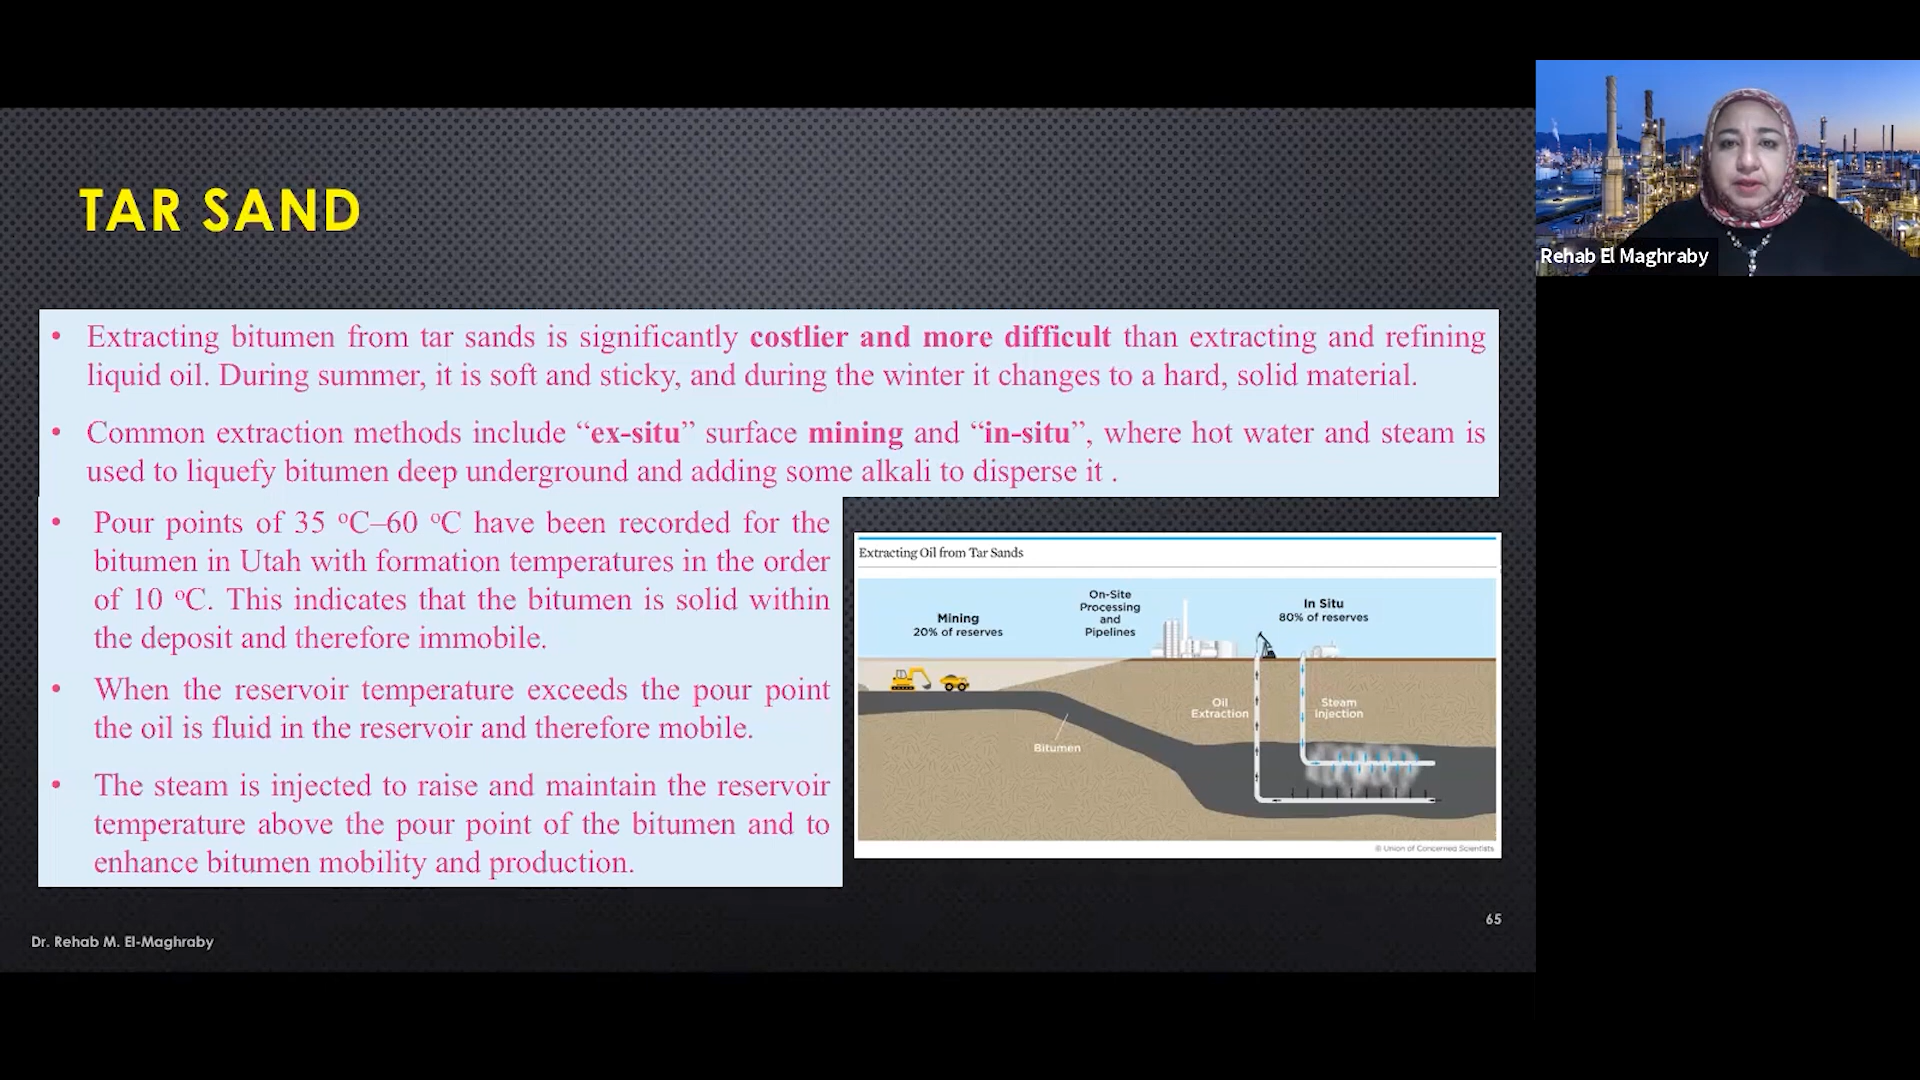 TAR SAND
• Extracting bitumen from tar sands is significantly costlier and more difficult than extracting and refining
liquid oil. During summer, it is soft and sticky, and during the winter it changes to a hard, solid material.
• Common extraction methods include “ex-situ” surface mining and “in-situ”, where hot water and steam is
used to liquefy bitumen deep underground and adding some alkali to disperse it .
• Pour points of 35 °C–60 °C have been recorded for the
bitumen in Utah with formation temperatures in the order
of 10 °C. This indicates that the bitumen is solid within
the deposit and therefore immobile.
• When the reservoir temperature exceeds the pour point
the oil is fluid in the reservoir and therefore mobile.
• The steam is injected to raise and maintain the reservoir
temperature above the pour point of the bitumen and to
enhance bitumen mobility and production.
Extracting Oil from Tar Sands
Mining
20% of reserves
On-Site
Processing
and
Pipelines
In Situ
80% of reserves
Oil
Extraction
Steam
Injection
Bitumen
© Union of Concerned Scientists
65
Dr. Rehab M. El-Maghraby
Rehab El Maghraby